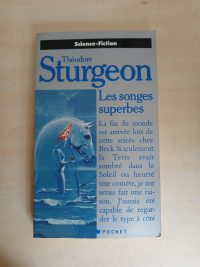 Science-Fiction
Théodore
Sturgeon
Les songes
superbes
La fin du monde
est arrivée lors de
cette soirée chez
Beck. Si seulement
la Terre avait
sombré dans le
Soleil ou heurté
une comète, je me
serais fait une rai-
son. J'aurais été
capable de regar-
der le type à côté
POCKET